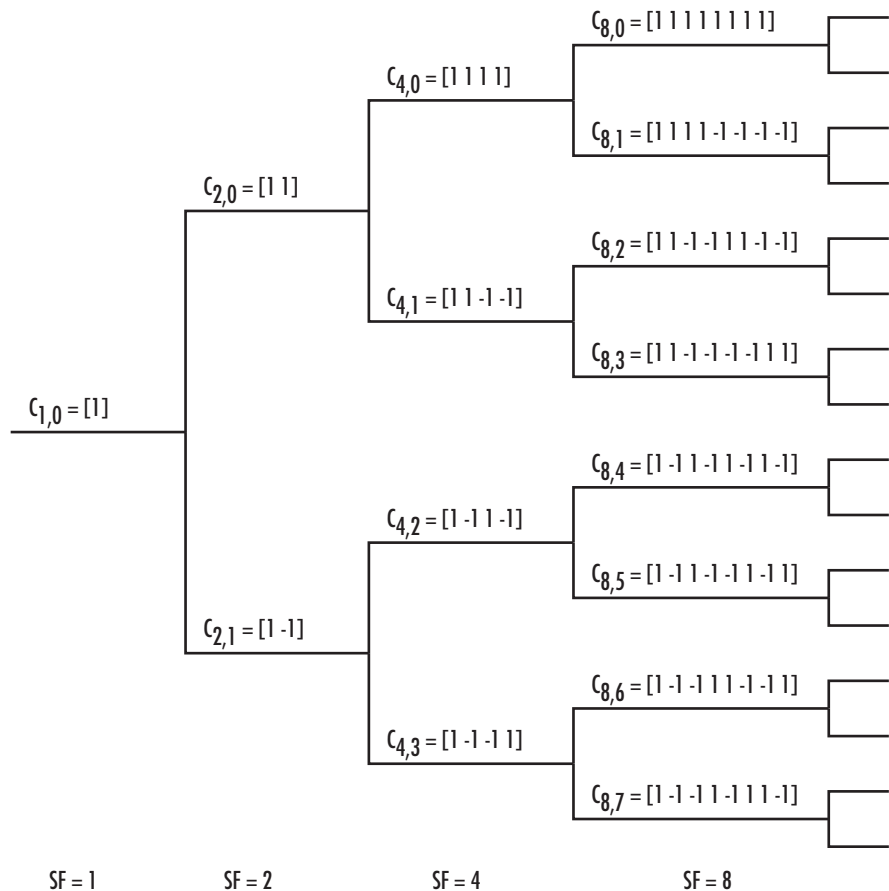 C8,0 = [1 1 1 1 1 1 1 1]
C4,0 = [1 1 1 1]
C8,1 = [1 1 1 1 -1 -1 -1 -1]
C2,0 = [1 1]
C8,2 = [1 1 -1 -1 1 1 -1 -1]
C4,1 = [1 1 -1 -1]
C8,3 = [1 1 -1 -1 -1 -1 1 1]
C1,0 = [1]
C8,4 = [1 -1 1 -1 1 -1 1 -1]
C4,2 = [1 -1 1 -1]
C8,5 = [1 -1 1 -1 -1 1 -1 1]
C2,1 = [1 -1]
C8,6 = [1 -1 -1 1 1 -1 -1 1]
C4,3 = [1 -1 -1 1]
C8,7 = [1 -1 -1 1 -1 1 1 -1]
SF = 1 SF = 2 SF = 4 SF = 8